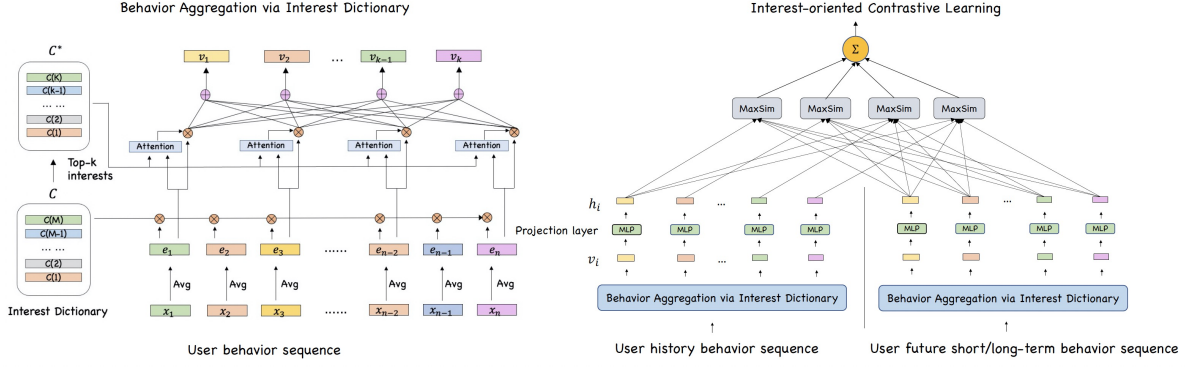 Behavior Aggregation via Interest Dictionary
C*
C(K)
C(k-1)
... ...
C(2)
C(1)
v₁ v₂ ... vₖ₋₁ vₖ
Attention Attention Attention Attention
Top-k
interests
C
C(M)
C(M-1)
... ...
C(2)
C(1)
Interest Dictionary
e₁ e₂ e₃ ...... eₙ₋₂ eₙ₋₁ eₙ
Avg Avg Avg Avg Avg Avg
x₁ x₂ x₃ ...... xₙ₋₂ xₙ₋₁ xₙ
User behavior sequence
Interest-oriented Contrastive Learning
Σ
MaxSim MaxSim MaxSim MaxSim
hᵢ ... ...
Projection layer MLP MLP MLP MLP MLP MLP MLP MLP
vᵢ ...
Behavior Aggregation via Interest Dictionary Behavior Aggregation via Interest Dictionary
User history behavior sequence User future short/long-term behavior sequence